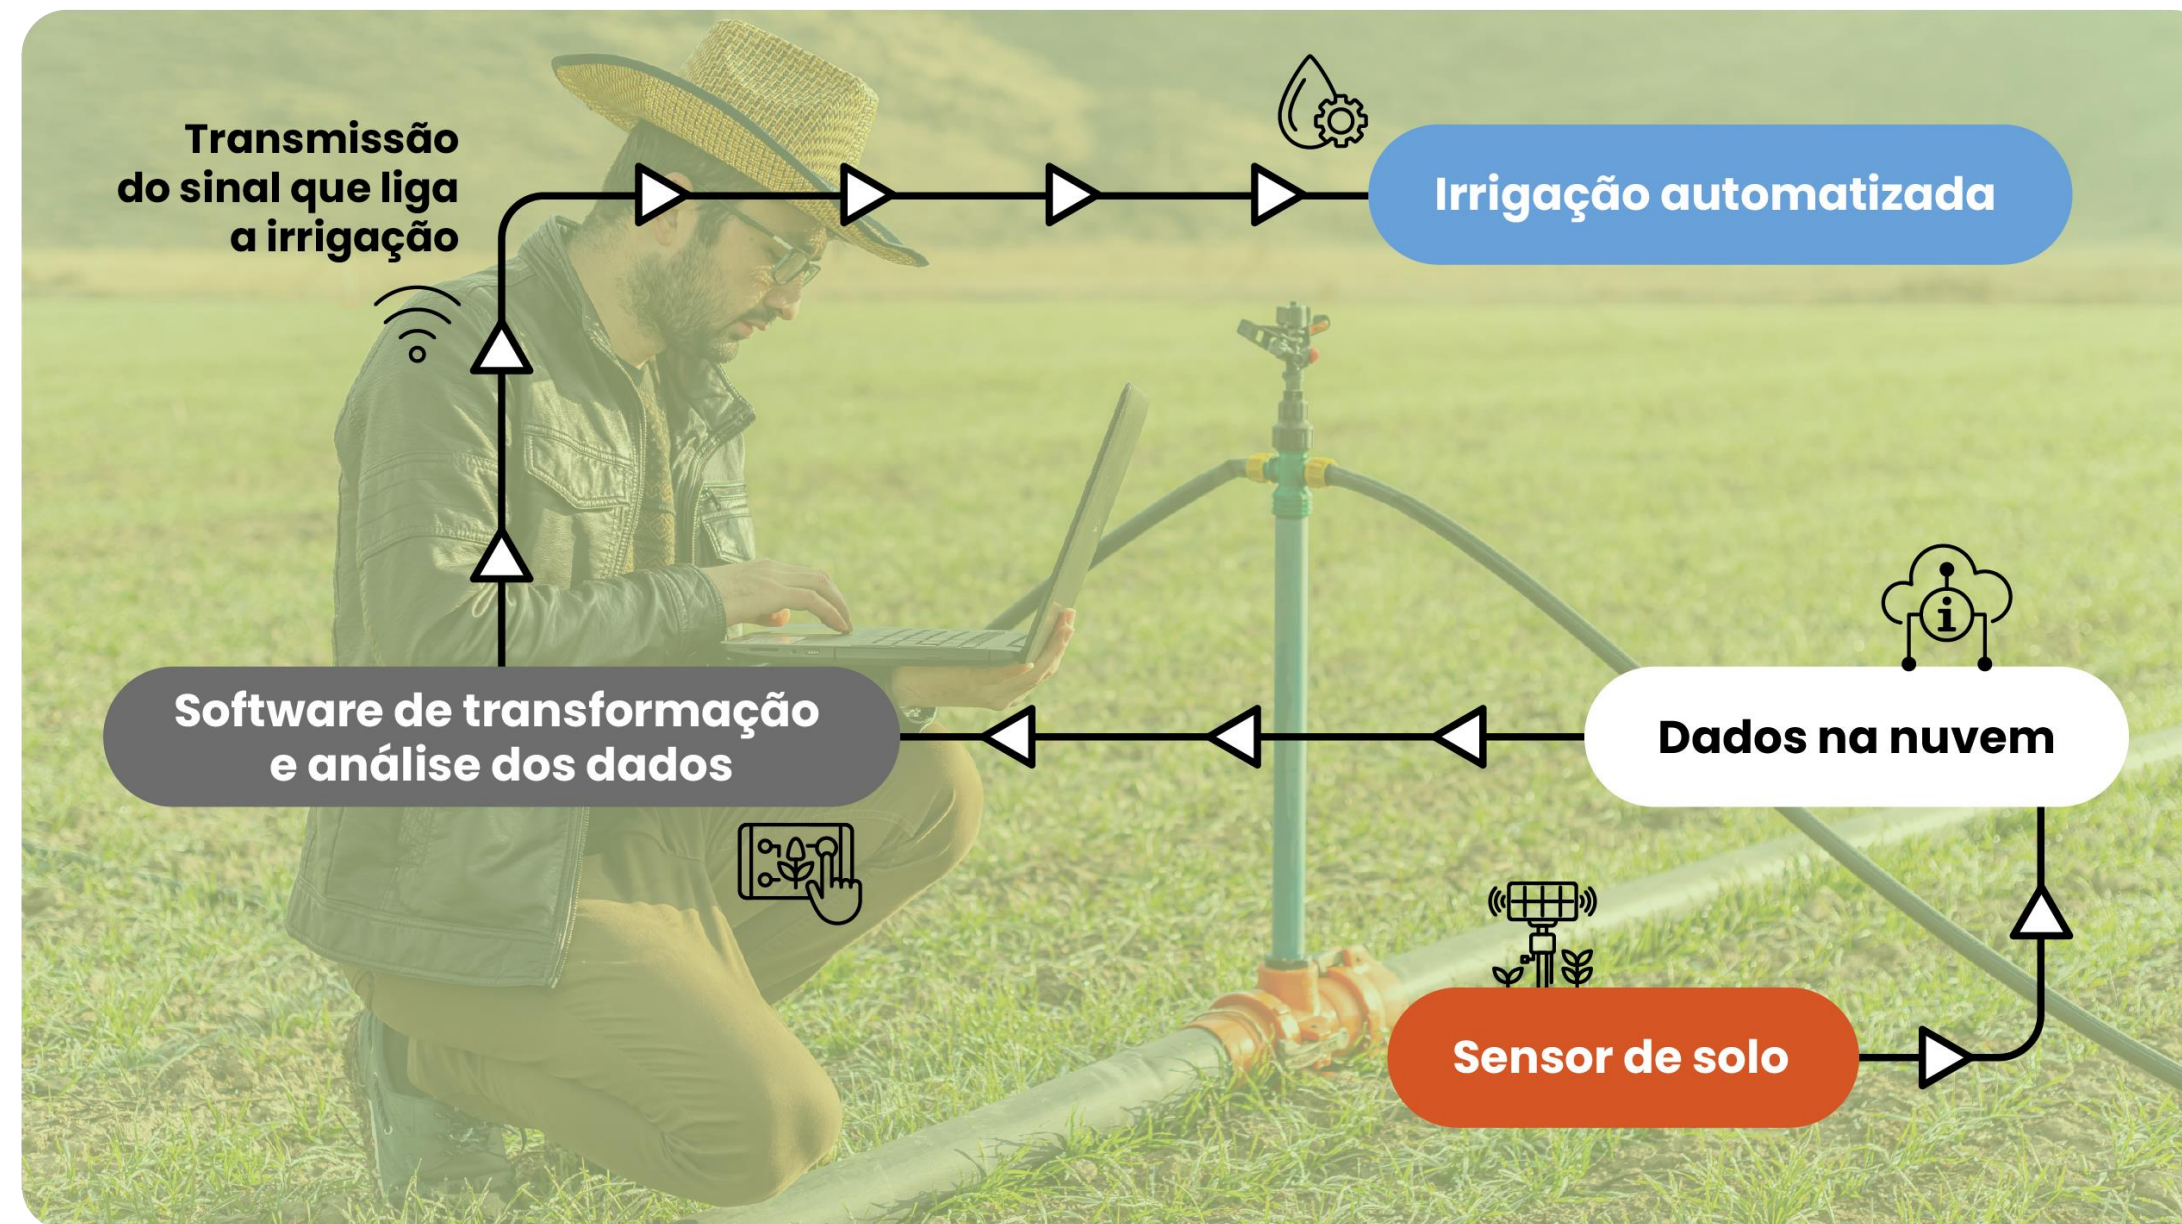 Transmissão
do sinal que liga
a irrigação
Irrigação automatizada
Software de transformação
e análise dos dados
Dados na nuvem
Sensor de solo